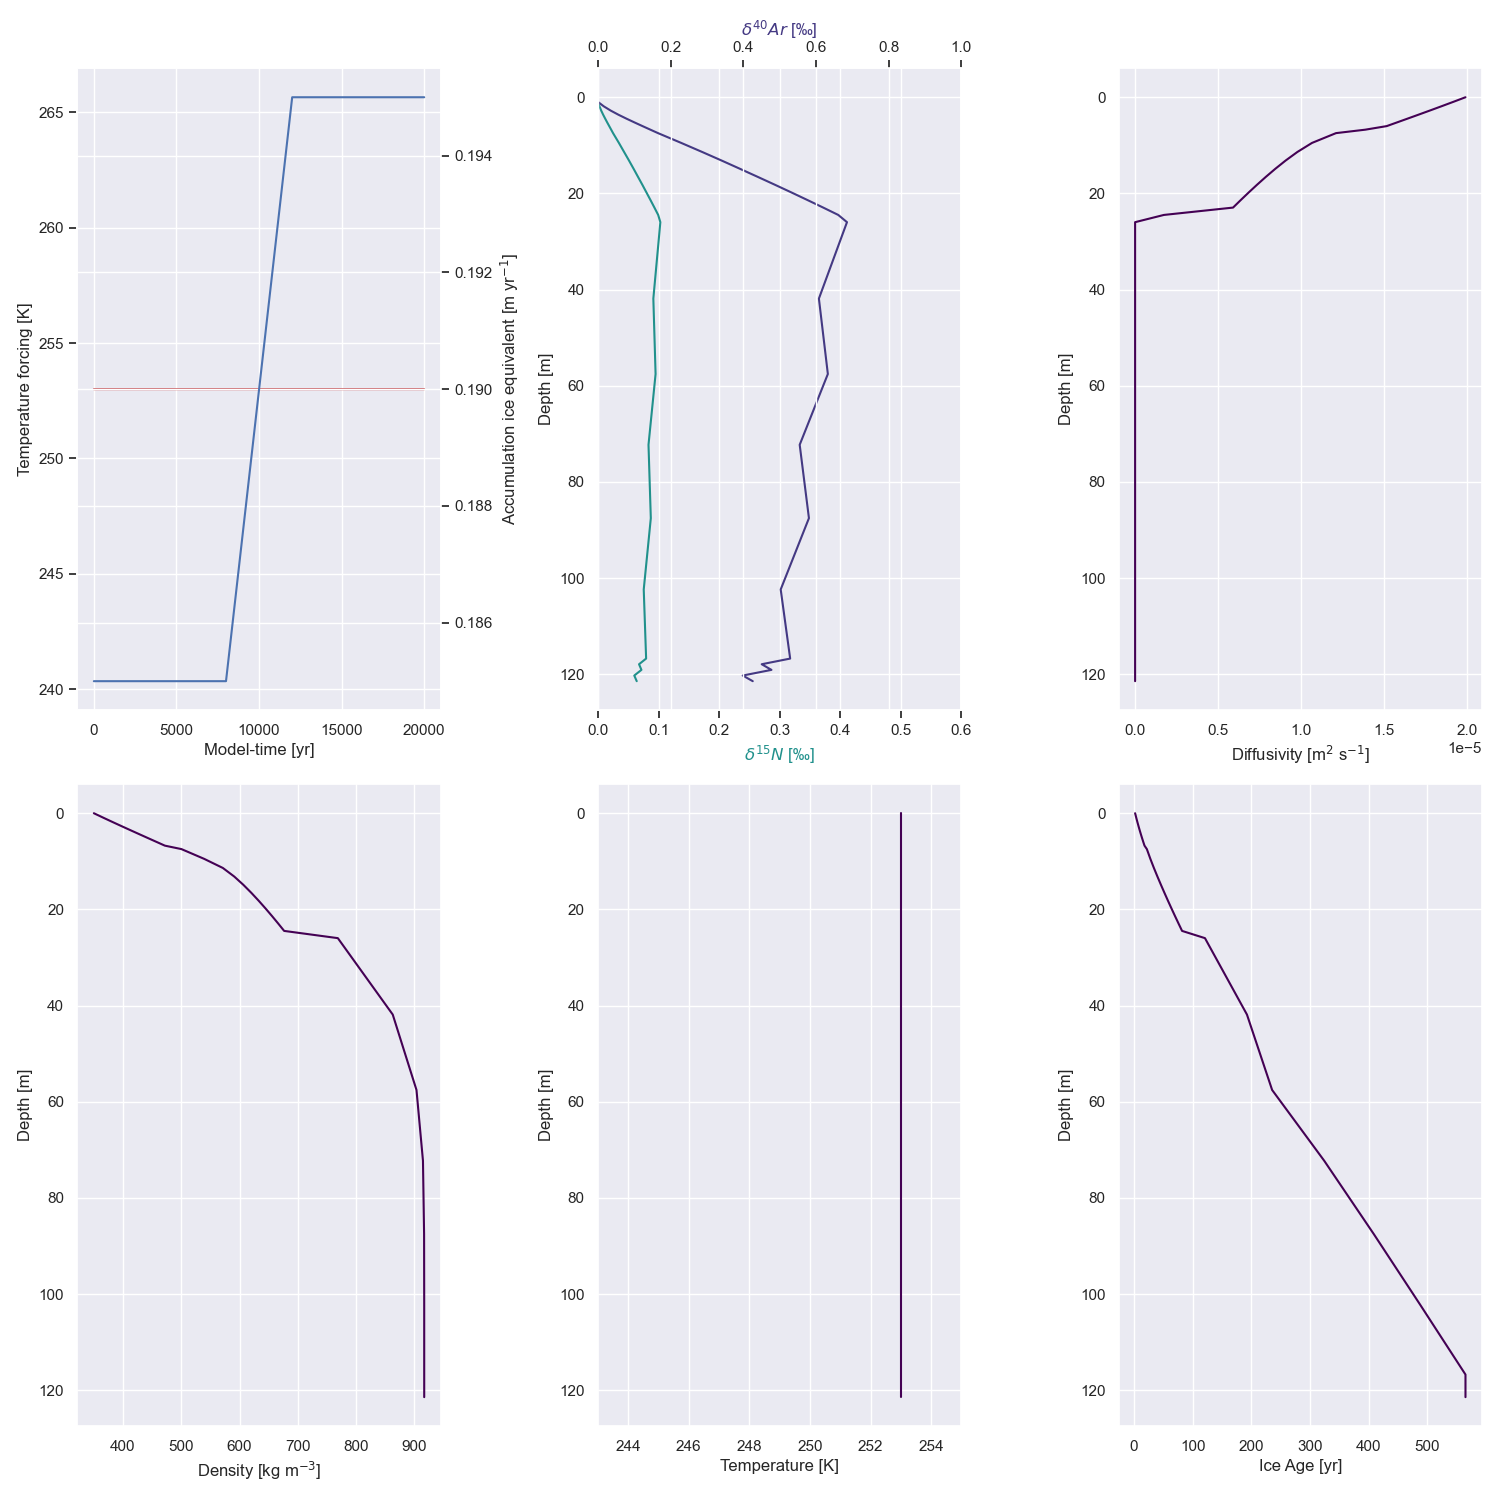 265
260
255
250
245
240
Temperature forcing [K]
0.194
0.192
0.190
0.188
0.186
Accumulation ice equivalent [m yr⁻¹]
0 5000 10000 15000 20000
Model-time [yr]
δ⁴⁰Ar [‰]
0.0 0.2 0.4 0.6 0.8 1.0
0
20
40
60
80
100
120
Depth [m]
0.0 0.1 0.2 0.3 0.4 0.5 0.6
δ¹⁵N [‰]
0
20
40
60
80
100
120
Depth [m]
0.0 0.5 1.0 1.5 2.0
1e−5
Diffusivity [m² s⁻¹]
0
20
40
60
80
100
120
Depth [m]
400 500 600 700 800 900
Density [kg m⁻³]
0
20
40
60
80
100
120
Depth [m]
244 246 248 250 252 254
Temperature [K]
0
20
40
60
80
100
120
Depth [m]
0 100 200 300 400 500
Ice Age [yr]